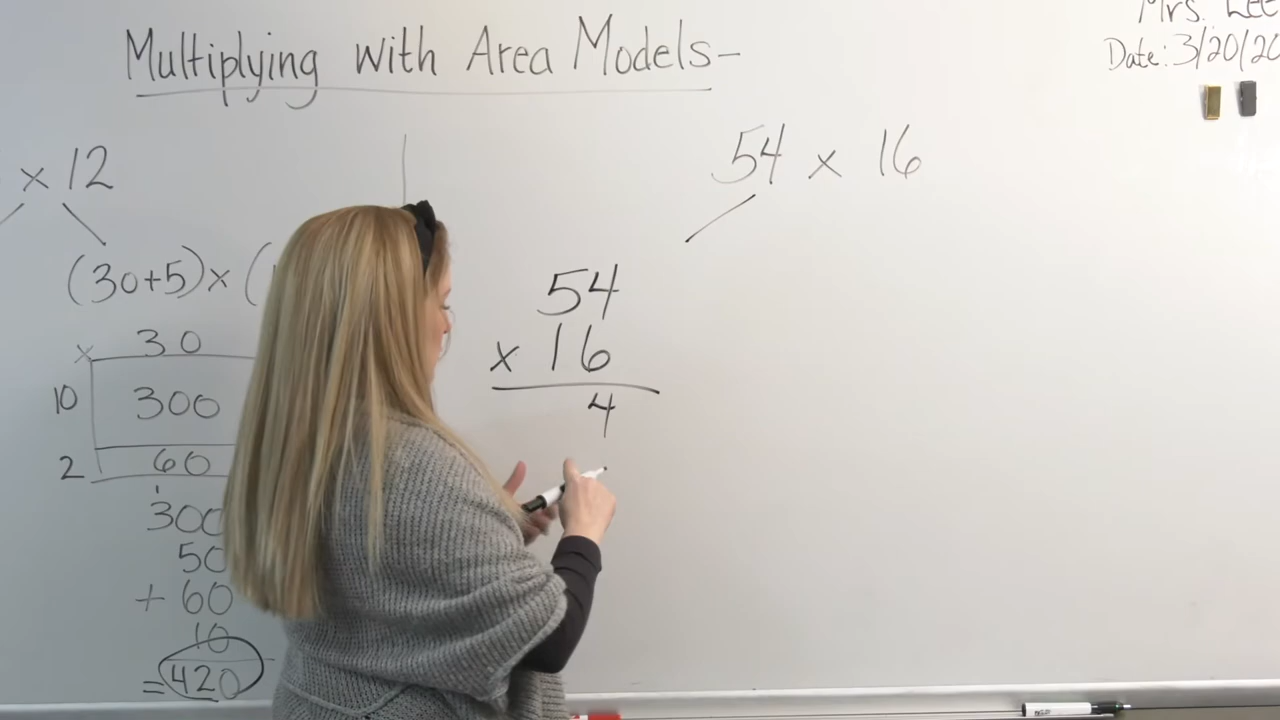 Multiplying with Area Models-
Mrs. Lee
Date: 3/20/20
x 12
(30+5)x(
x 30
10 300
2 60
1
300
50
+ 60
10
= 420
54
x 16
4
54 x 16